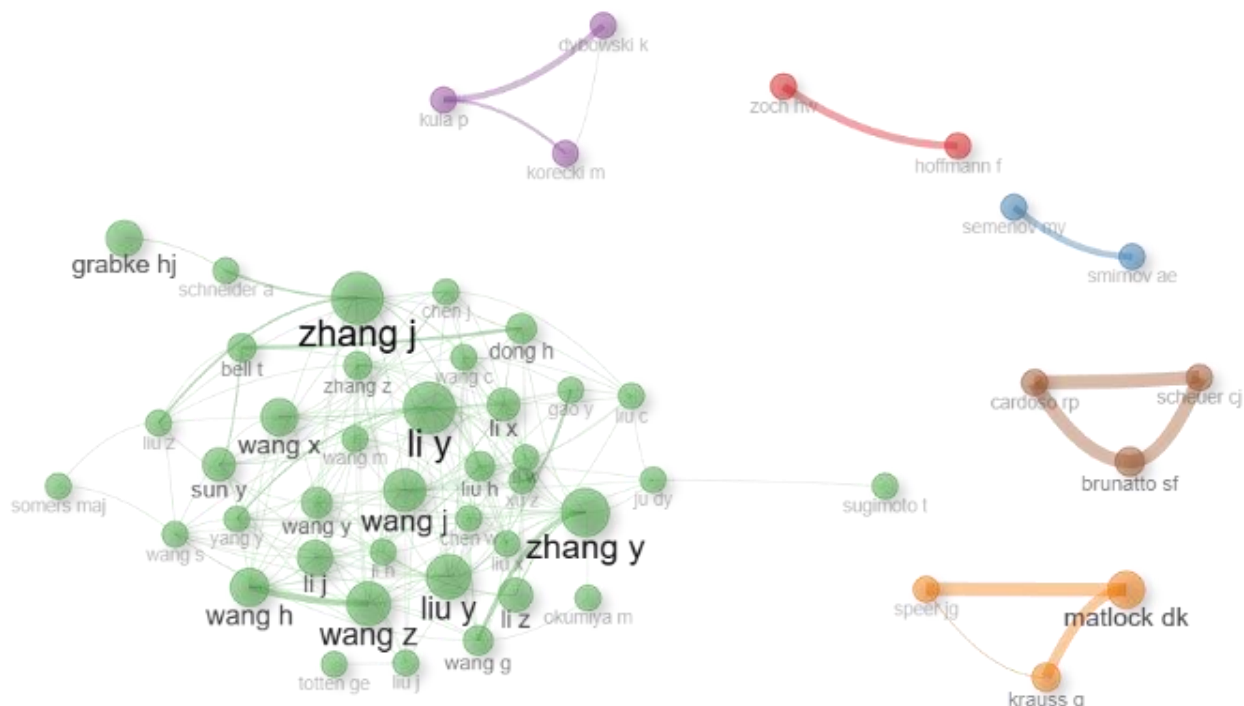 dybowski k
kula p
korecki m
zoch hw
hoffmann f
semenov my
smirnov ae
grabke hj
schneider a
zhang j
chen j
bell t
dong h
zhang z
wang c
cardoso rp
scheuer cj
liu z
wang x
li y
li x
gao y
liu c
wang m
brunatto sf
sun y
liu h
xu z
ju dy
somers maj
sugimoto t
wang s
yang y
wang y
wang j
chen w
liu x
zhang y
li j
li h
wang h
wang z
liu y
li z
okumiya m
speer jg
matlock dk
wang g
totten ge
liu j
krauss g